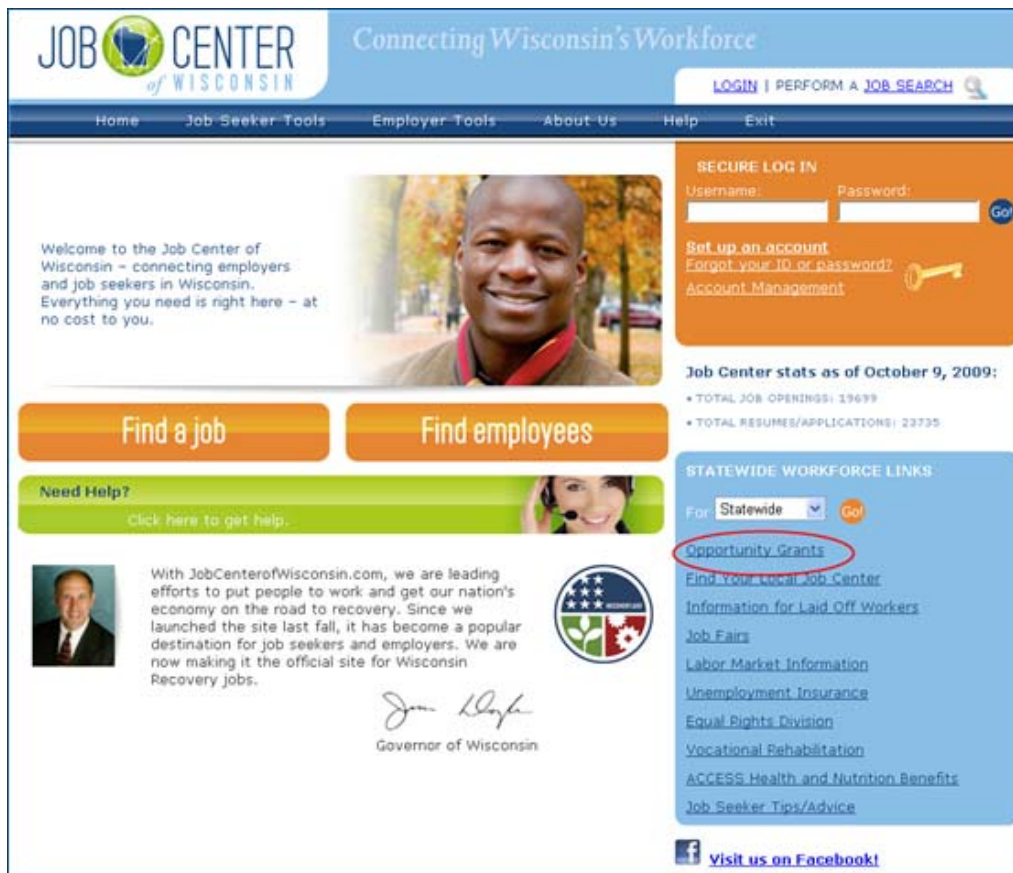 JOB CENTER
of WISCONSIN
Connecting Wisconsin's Workforce
LOGIN | PERFORM A JOB SEARCH
Home Job Seeker Tools Employer Tools About Us Help Exit
Welcome to the Job Center of
Wisconsin – connecting employers
and job seekers in Wisconsin.
Everything you need is right here – at
no cost to you.
SECURE LOG IN
Username: Password:
Go!
Set up an account
Forgot your ID or password?
Account Management
Job Center stats as of October 9, 2009:
• TOTAL JOB OPENINGS: 19699
• TOTAL RESUMES/APPLICATIONS: 23735
Find a job
Find employees
Need Help?
Click here to get help.
With JobCenterofWisconsin.com, we are leading
efforts to put people to work and get our nation's
economy on the road to recovery. Since we
launched the site last fall, it has become a popular
destination for job seekers and employers. We are
now making it the official site for Wisconsin
Recovery jobs.
Governor of Wisconsin
STATEWIDE WORKFORCE LINKS
For Statewide Go!
Opportunity Grants
Find Your Local Job Center
Information for Laid Off Workers
Job Fairs
Labor Market Information
Unemployment Insurance
Equal Rights Division
Vocational Rehabilitation
ACCESS Health and Nutrition Benefits
Job Seeker Tips/Advice
f Visit us on Facebook!